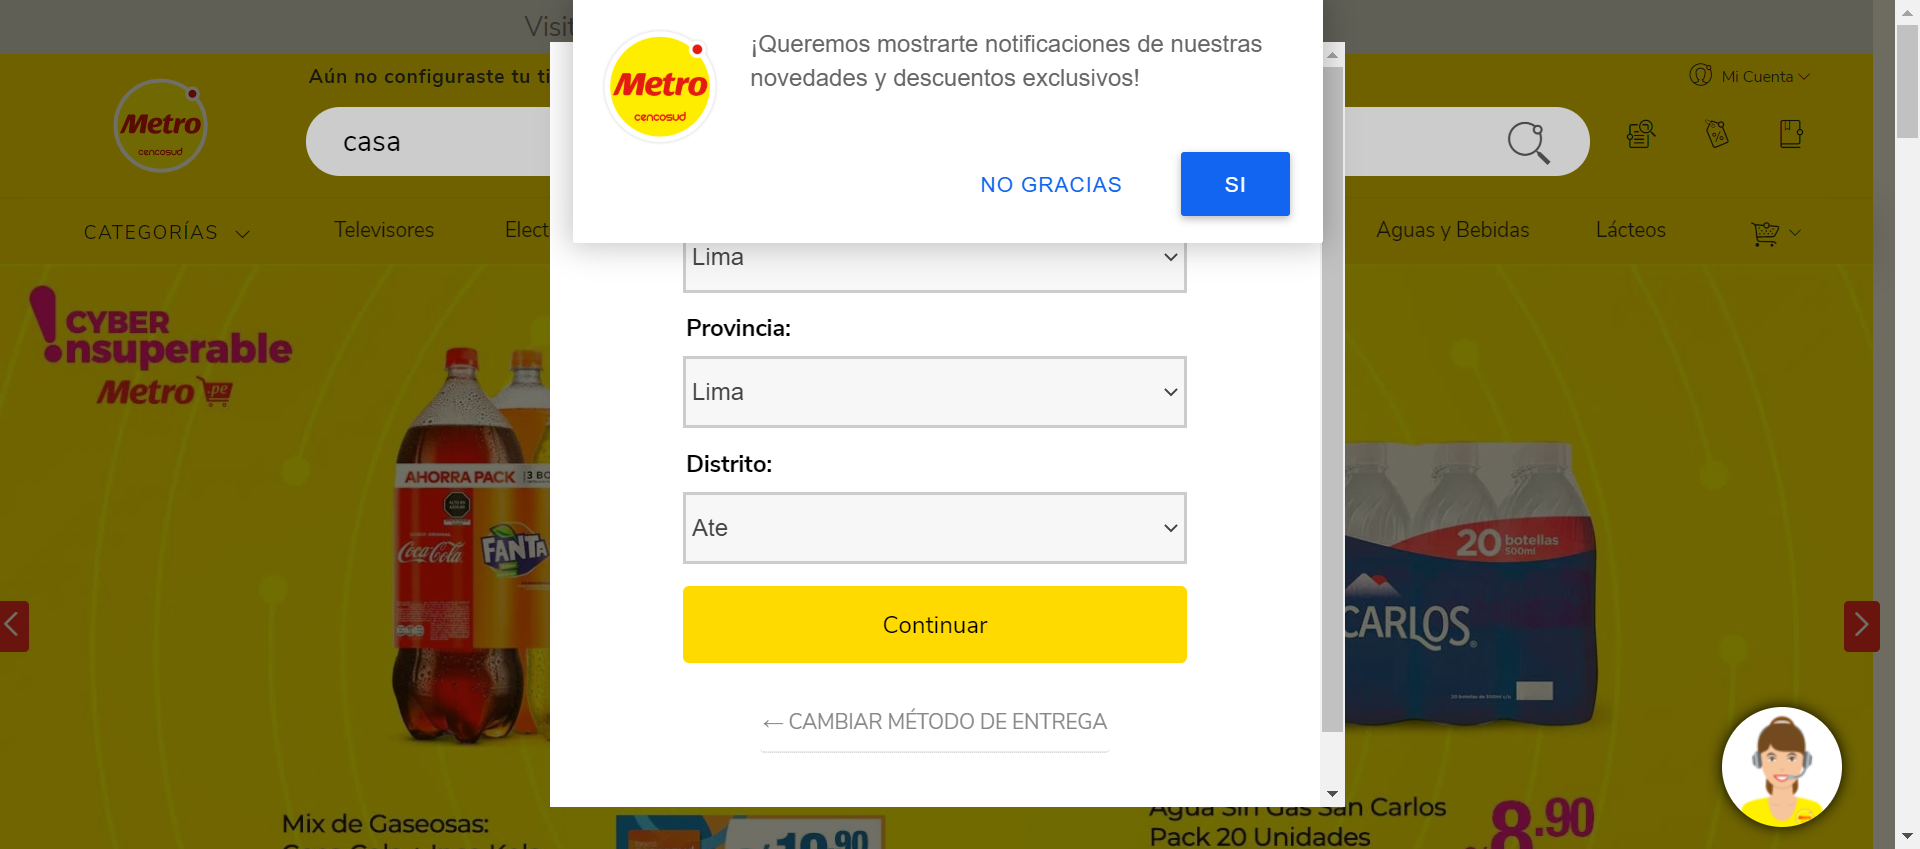 Visit
¡Queremos mostrarte notificaciones de nuestras
novedades y descuentos exclusivos!
Metro
cencosud
NO GRACIAS
SI
Aún no configuraste tu ti
Mi Cuenta
Metro
cencosud
casa
CATEGORÍAS
Televisores
Elect
Aguas y Bebidas
Lácteos
Lima
Provincia:
Lima
Distrito:
Ate
Continuar
← CAMBIAR MÉTODO DE ENTREGA
CYBER
!nsuperable
Metro .pe
AHORRA PACK
3 BO
Coca-Cola
FANTA
20 botellas
500ml
CARLOS
Mix de Gaseosas:
Agua Sin Gas San Carlos
Pack 20 Unidades
8.90